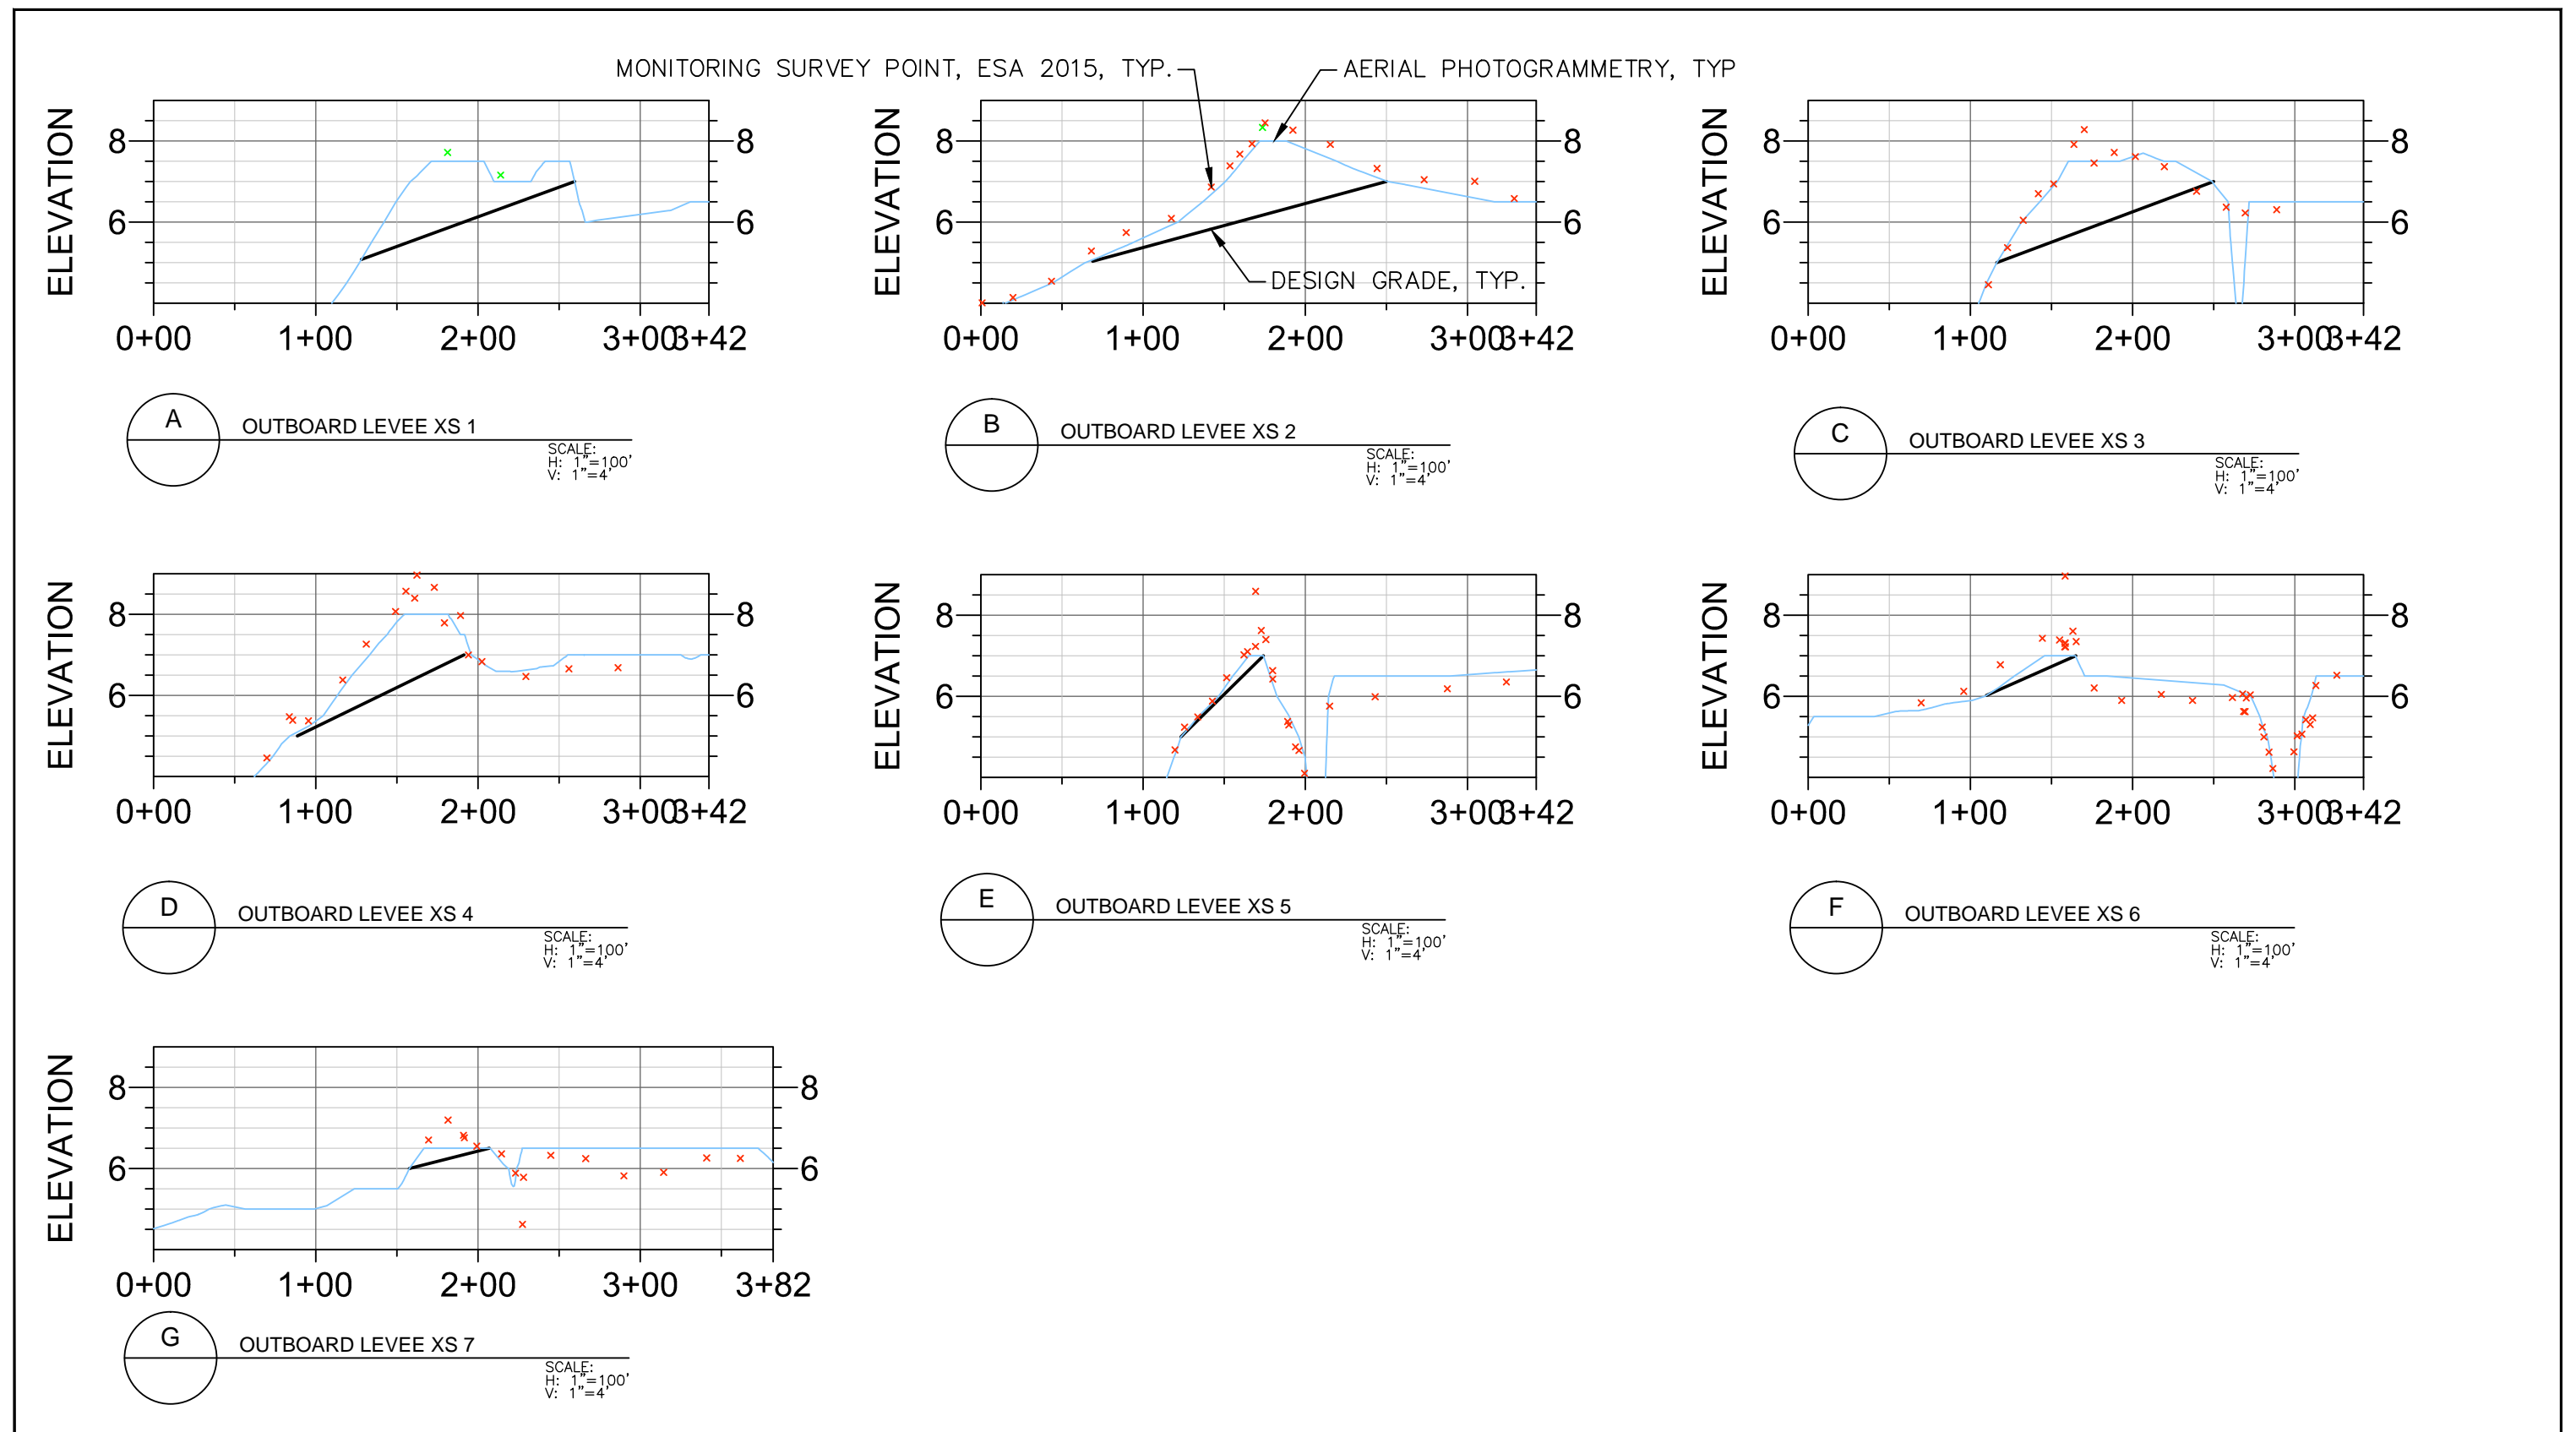 MONITORING SURVEY POINT, ESA 2015, TYP.
AERIAL PHOTOGRAMMETRY, TYP
DESIGN GRADE, TYP.
ELEVATION
8 8
6 6
0+00 1+00 2+00 3+00 3+42
A
OUTBOARD LEVEE XS 1
SCALE:
H: 1"=100'
V: 1"=4'
ELEVATION
8 8
6 6
0+00 1+00 2+00 3+00 3+42
B
OUTBOARD LEVEE XS 2
SCALE:
H: 1"=100'
V: 1"=4'
ELEVATION
8 8
6 6
0+00 1+00 2+00 3+00 3+42
C
OUTBOARD LEVEE XS 3
SCALE:
H: 1"=100'
V: 1"=4'
ELEVATION
8 8
6 6
0+00 1+00 2+00 3+00 3+42
D
OUTBOARD LEVEE XS 4
SCALE:
H: 1"=100'
V: 1"=4'
ELEVATION
8 8
6 6
0+00 1+00 2+00 3+00 3+42
E
OUTBOARD LEVEE XS 5
SCALE:
H: 1"=100'
V: 1"=4'
ELEVATION
8 8
6 6
0+00 1+00 2+00 3+00 3+42
F
OUTBOARD LEVEE XS 6
SCALE:
H: 1"=100'
V: 1"=4'
ELEVATION
8 8
6 6
0+00 1+00 2+00 3+00 3+82
G
OUTBOARD LEVEE XS 7
SCALE:
H: 1"=100'
V: 1"=4'